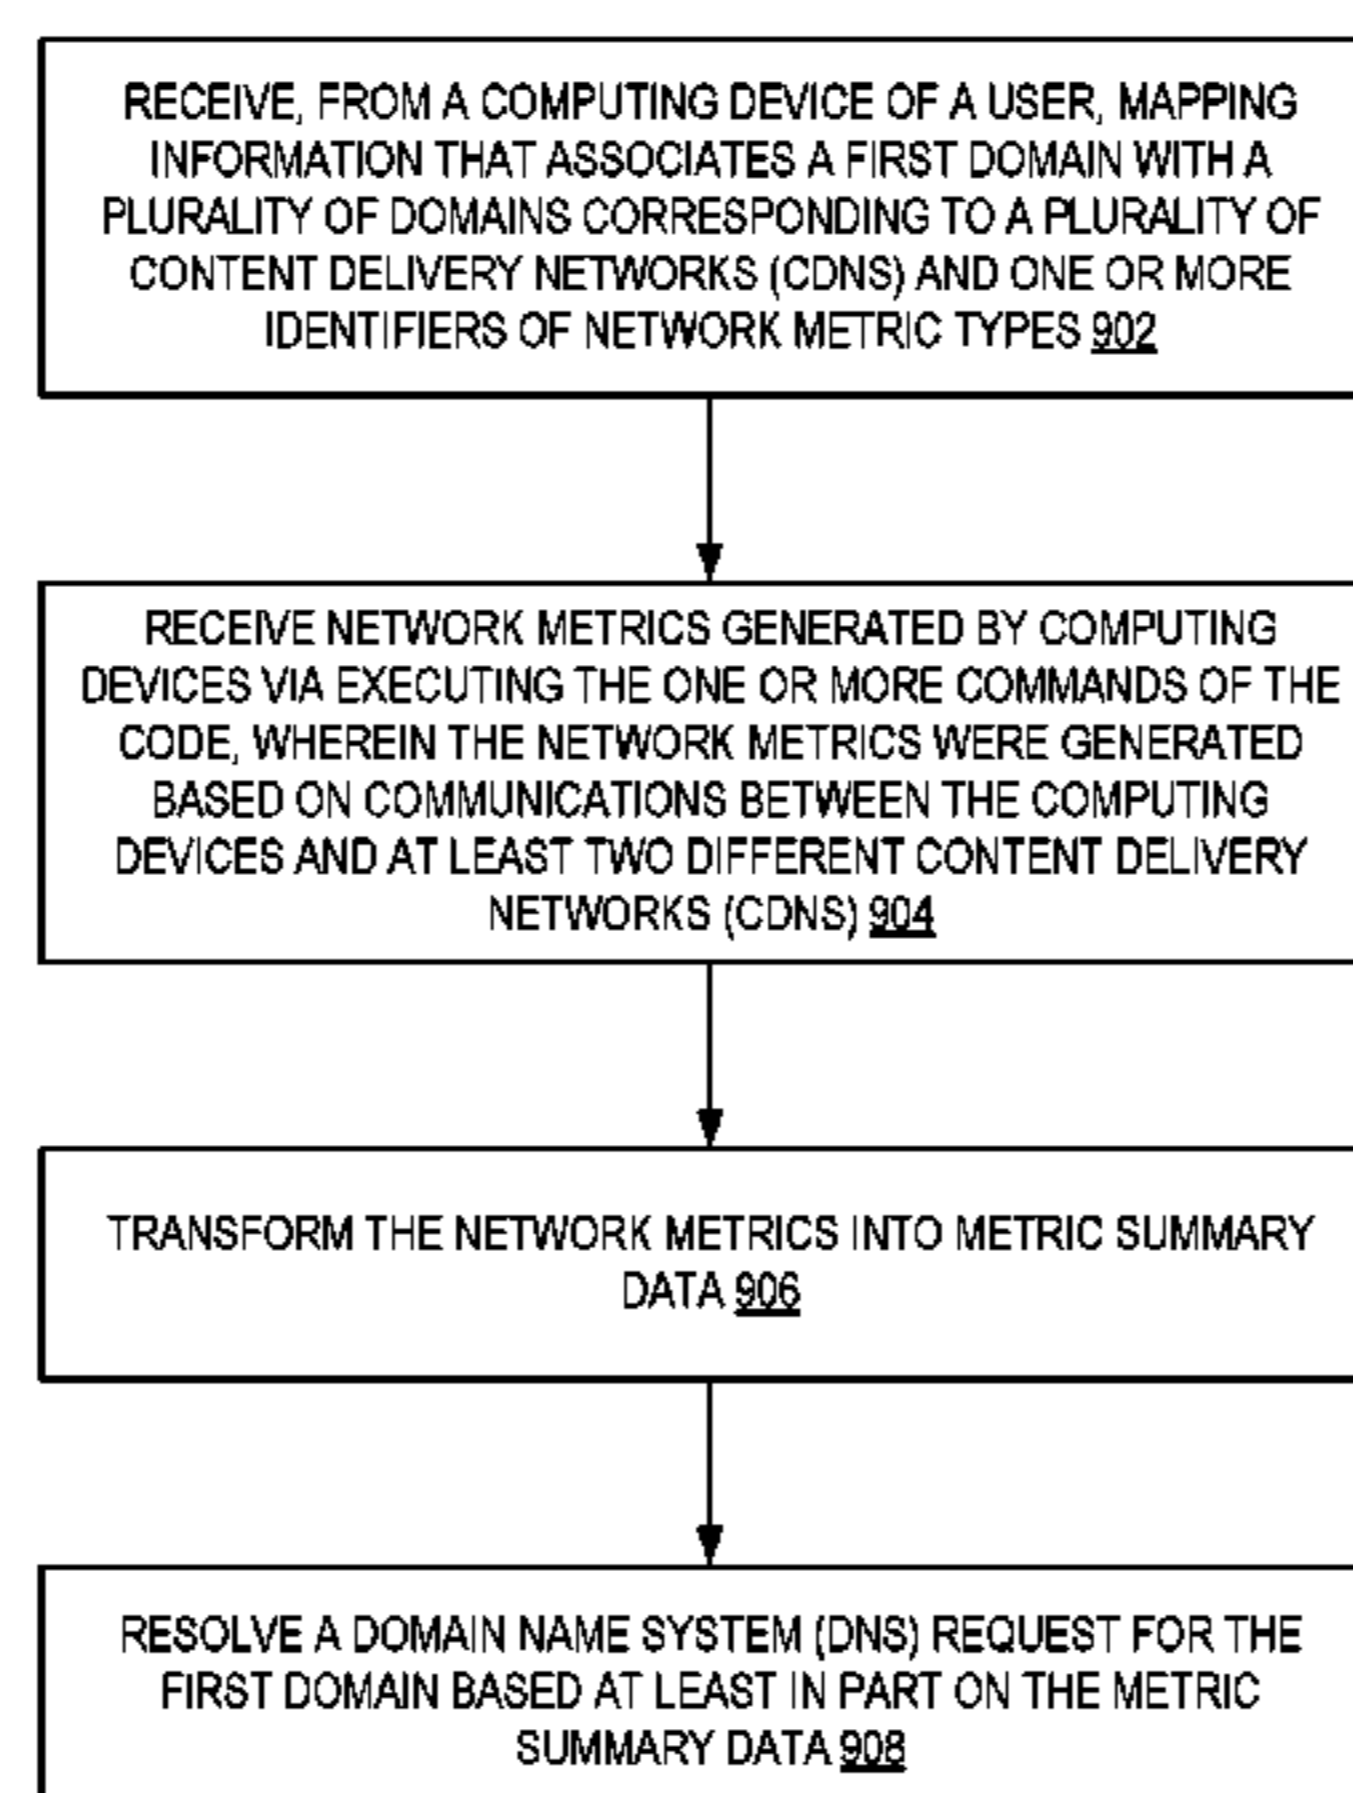 RECEIVE, FROM A COMPUTING DEVICE OF A USER, MAPPING
INFORMATION THAT ASSOCIATES A FIRST DOMAIN WITH A
PLURALITY OF DOMAINS CORRESPONDING TO A PLURALITY OF
CONTENT DELIVERY NETWORKS (CDNS) AND ONE OR MORE
IDENTIFIERS OF NETWORK METRIC TYPES 902
RECEIVE NETWORK METRICS GENERATED BY COMPUTING
DEVICES VIA EXECUTING THE ONE OR MORE COMMANDS OF THE
CODE, WHEREIN THE NETWORK METRICS WERE GENERATED
BASED ON COMMUNICATIONS BETWEEN THE COMPUTING
DEVICES AND AT LEAST TWO DIFFERENT CONTENT DELIVERY
NETWORKS (CDNS) 904
TRANSFORM THE NETWORK METRICS INTO METRIC SUMMARY
DATA 906
RESOLVE A DOMAIN NAME SYSTEM (DNS) REQUEST FOR THE
FIRST DOMAIN BASED AT LEAST IN PART ON THE METRIC
SUMMARY DATA 908